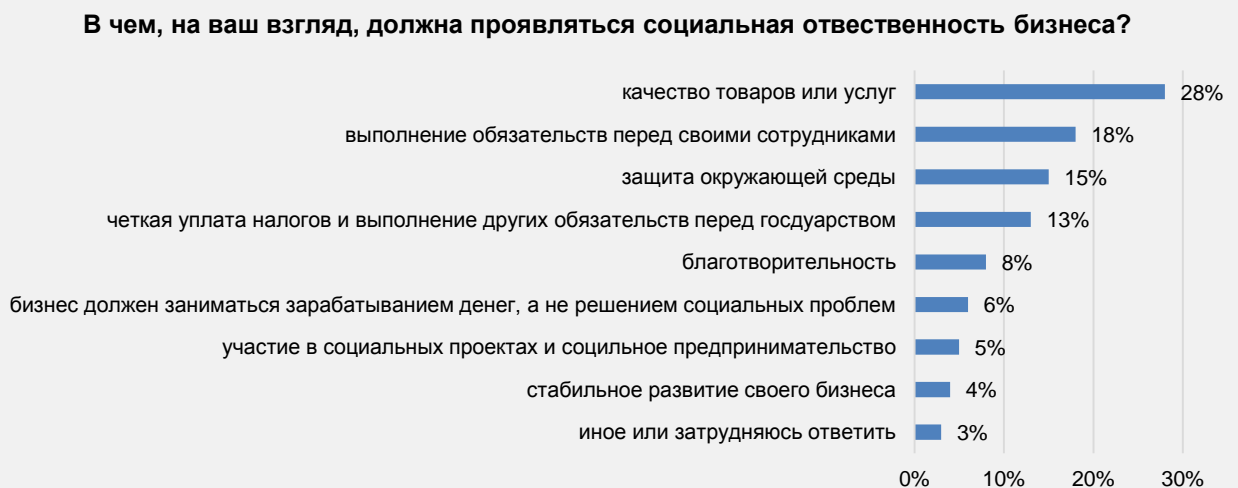 В чем, на ваш взгляд, должна проявляться социальная отвественность бизнеса?
качество товаров или услуг 28%
выполнение обязательств перед своими сотрудниками 18%
защита окружающей среды 15%
четкая уплата налогов и выполнение других обязательств перед госдуарством 13%
благотворительность 8%
бизнес должен заниматься зарабатыванием денег, а не решением социальных проблем 6%
участие в социальных проектах и социльное предпринимательство 5%
стабильное развитие своего бизнеса 4%
иное или затрудняюсь ответить 3%
0% 10% 20% 30%